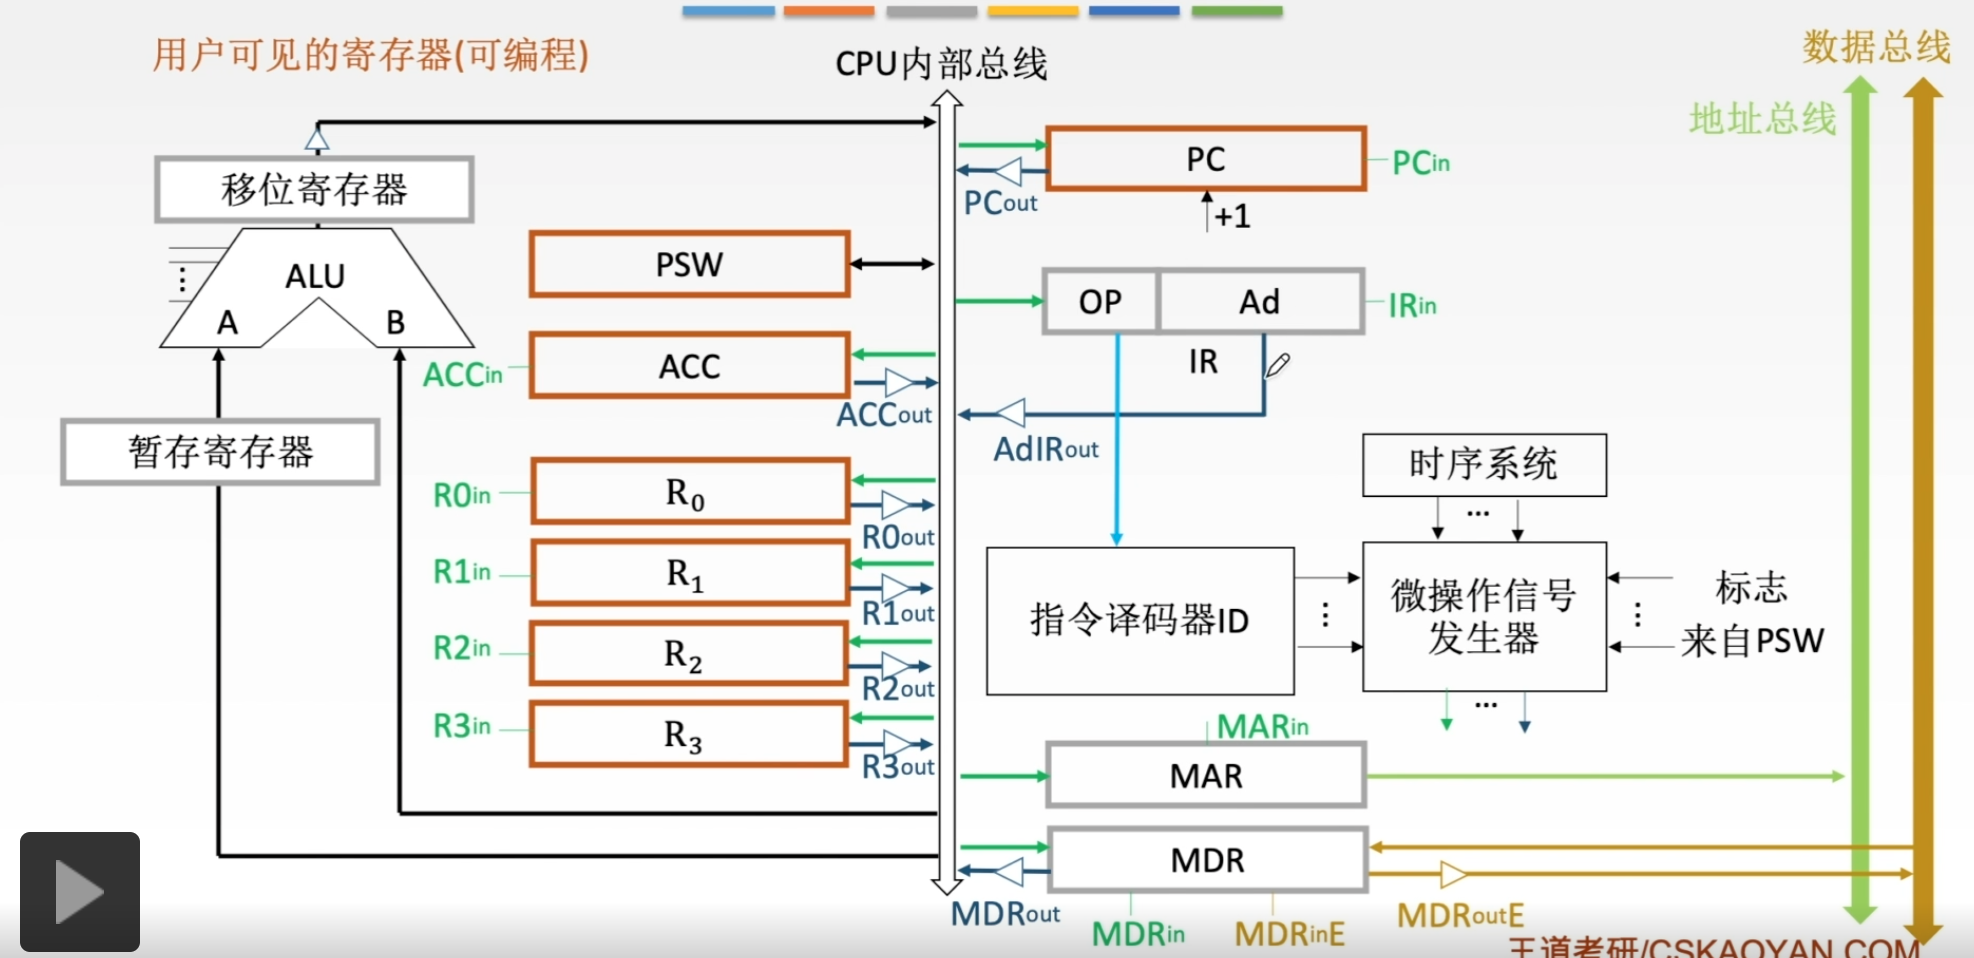 用户可见的寄存器(可编程)
CPU内部总线
数据总线
地址总线
移位寄存器
ALU
A
B
暂存寄存器
PSW
ACC
ACCin
ACCout
R0
R0in
R0out
R1
R1in
R1out
R2
R2in
R2out
R3
R3in
R3out
PC
PCin
PCout
+1
OP
Ad
IRin
IR
AdIRout
时序系统
...
指令译码器ID
微操作信号
发生器
标志
来自PSW
...
MARin
MAR
MDR
MDRout
MDRin
MDRinE
MDRoutE
王道考研/CSKAOYAN.COM